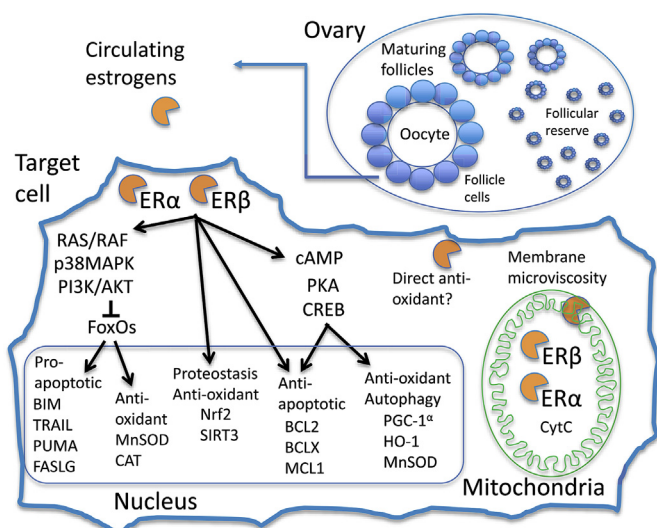 Ovary
Circulating
estrogens
Maturing
follicles
Oocyte
Follicular
reserve
Follicle
cells
Target
cell
ERα
ERβ
RAS/RAF
p38MAPK
PI3K/AKT
FoxOs
cAMP
PKA
CREB
Direct anti-
oxidant?
Membrane
microviscosity
ERβ
ERα
CytC
Pro-
apoptotic
BIM
TRAIL
PUMA
FASLG
Anti-
oxidant
MnSOD
CAT
Proteostasis
Anti-oxidant
Nrf2
SIRT3
Anti-
apoptotic
BCL2
BCLX
MCL1
Anti-oxidant
Autophagy
PGC-1α
HO-1
MnSOD
Nucleus
Mitochondria